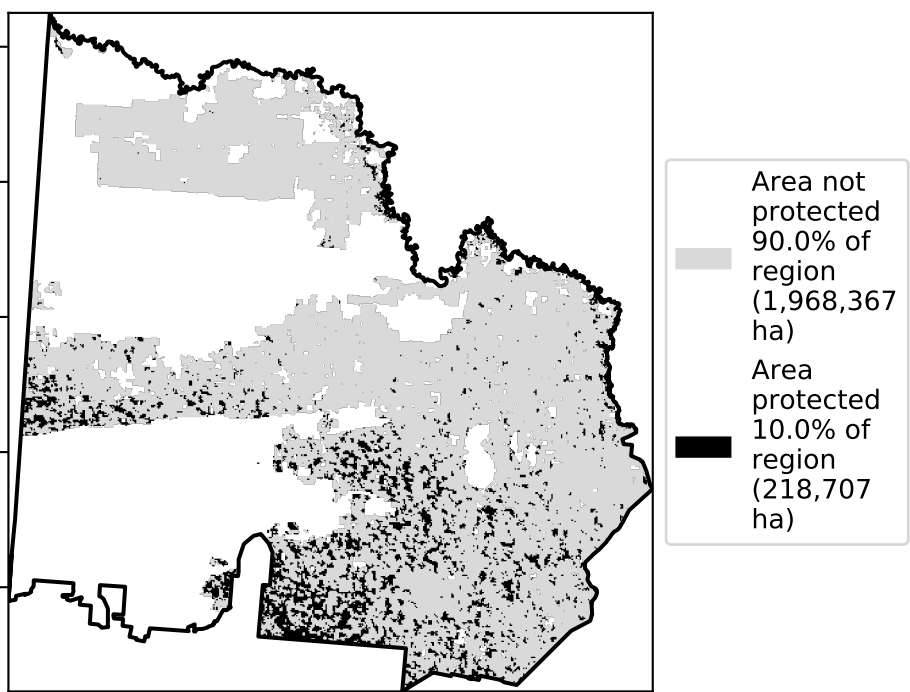 Area not
protected
90.0% of
region
(1,968,367
ha)
Area
protected
10.0% of
region
(218,707
ha)